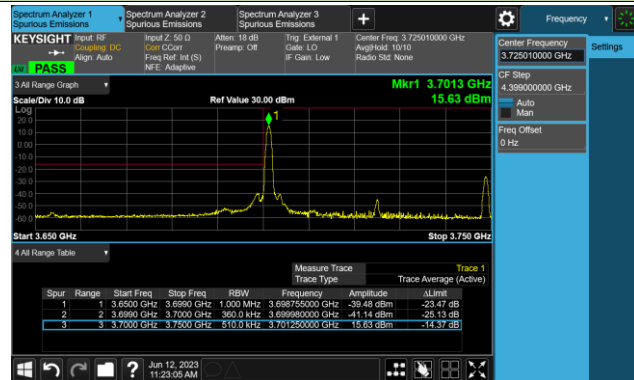 Spectrum Analyzer 1
Spurious Emissions
Spectrum Analyzer 2
Spurious Emissions
Spectrum Analyzer 3
Spurious Emissions
+
Frequency
KEYSIGHT
Input: RF
Coupling: DC
Align: Auto
Input Z: 50 Ω
Corr CCorr
Freq Ref: Int (S)
NFE: Adaptive
Atten: 18 dB
Preamp: Off
Trig: External 1
Gate: LO
IF Gain: Low
Center Freq: 3.725010000 GHz
Avg|Hold: 10/10
Radio Std: None
PASS
Center Frequency
3.725010000 GHz
Settings
CF Step
4.399000000 GHz
Auto
Man
Freq Offset
0 Hz
3 All Range Graph
Scale/Div 10.0 dB
Ref Value 30.00 dBm
Mkr1 3.7013 GHz
15.63 dBm
Log
20.0
10.0
0.00
-10.0
-20.0
-30.0
-40.0
-50.0
-60.0
1
Start 3.650 GHz
Stop 3.750 GHz
4 All Range Table
Measure Trace Trace 1
Trace Type Trace Average (Active)
Spur Range Start Freq Stop Freq RBW Frequency Amplitude ΔLimit
1 1 3.6500 GHz 3.6990 GHz 1.000 MHz 3.698755000 GHz -39.48 dBm -23.47 dB
2 2 3.6990 GHz 3.7000 GHz 360.0 kHz 3.699980000 GHz -41.14 dBm -25.13 dB
3 3 3.7000 GHz 3.7500 GHz 510.0 kHz 3.701250000 GHz 15.63 dBm -14.37 dB
?
Jun 12, 2023
11:23:05 AM